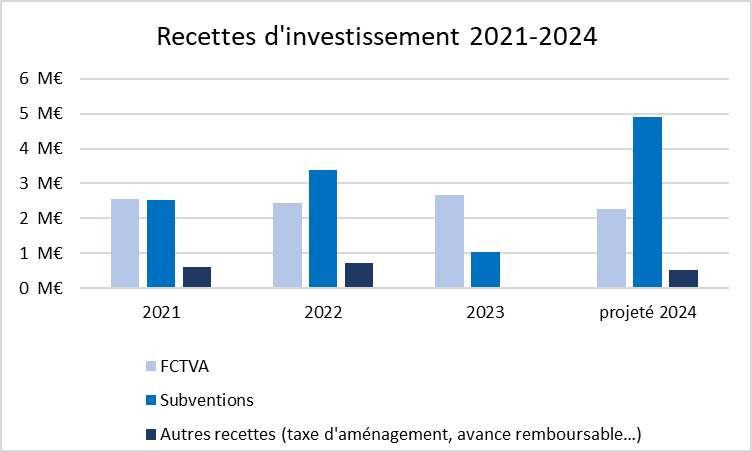 Recettes d'investissement 2021-2024
6 M€
5 M€
4 M€
3 M€
2 M€
1 M€
0 M€
2021 2022 2023 projeté 2024
FCTVA
Subventions
Autres recettes (taxe d'aménagement, avance remboursable…)